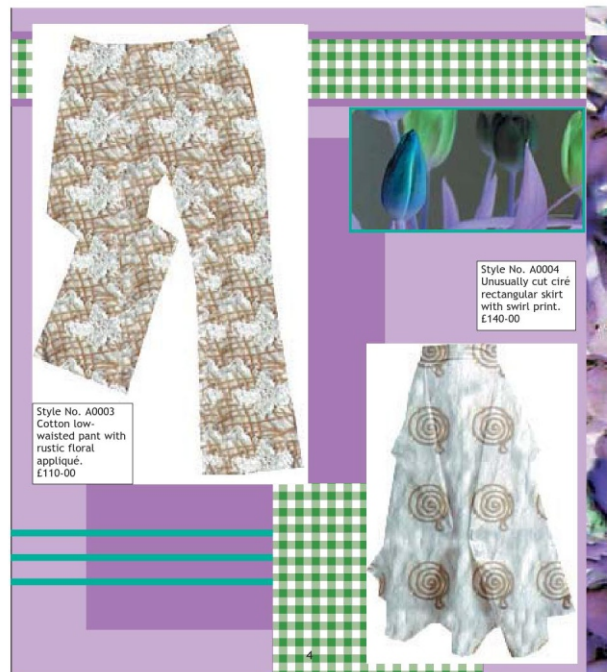 Style No. A0003
Cotton low-
waisted pant with
rustic floral
appliqué.
£110-00
Style No. A0004
Unusually cut ciré
rectangular skirt
with swirl print.
£140-00
4